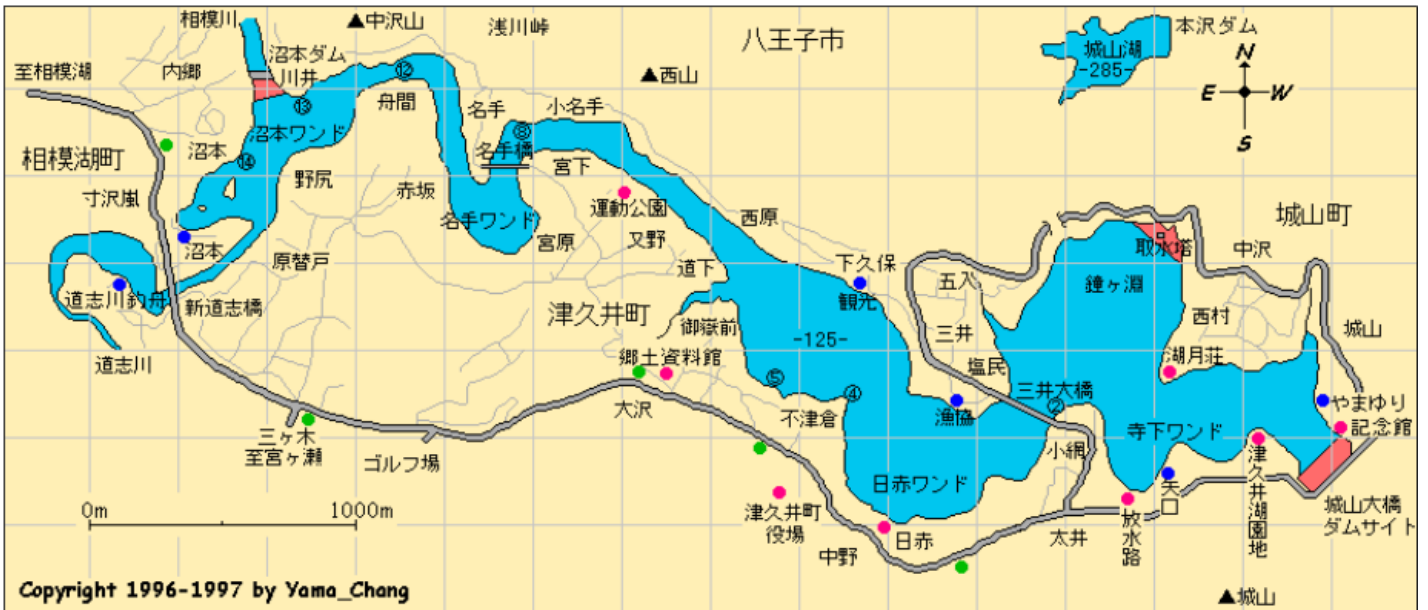 相模川
▲中沢山
浅川峠
八王子市
城山湖
-285-
本沢ダム
N
E W
S
至相模湖
内郷
沼本ダム
川井
⑫
舟間
▲西山
⑬
沼本ワンド
名手
小名手
⑧
名手橋
宮下
相模湖町
沼本
⑭
野尻
赤坂
名手ワンド
宮原
運動公園
又野
西原
城山町
寸沢嵐
沼本
原替戸
道下
下久保
観光
五入
取水塔
中沢
鐘ヶ淵
道志川釣舟
新道志橋
津久井町
御嶽前
-125-
三井
西村
城山
道志川
郷土資料館
塩民
湖月荘
⑤
④
三井大橋
②
漁協
やまゆり
記念館
大沢
不津倉
寺下ワンド
三ヶ木
至宮ヶ瀬
ゴルフ場
小網
日赤ワンド
津久井湖園地
矢口
0m
1000m
津久井町
役場
中野
日赤
太井
放水路
城山大橋
ダムサイト
Copyright 1996-1997 by Yama_Chang
▲城山